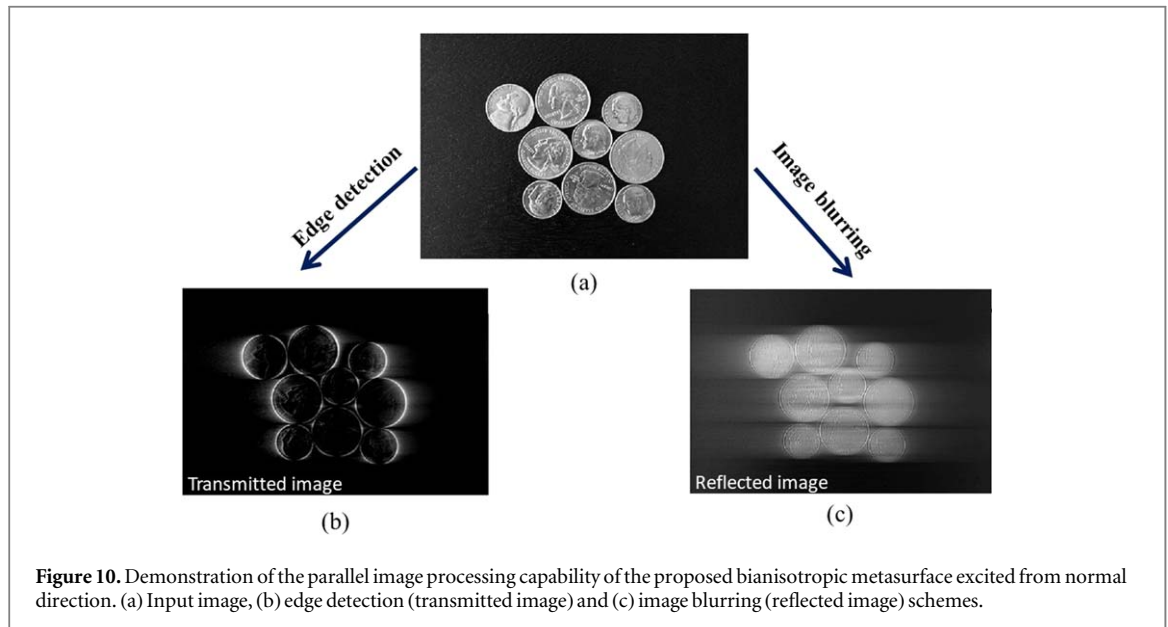 Edge detection
Image blurring
(a)
Transmitted image
Reflected image
(b)
(c)
Figure 10. Demonstration of the parallel image processing capability of the proposed bianisotropic metasurface excited from normal
direction. (a) Input image, (b) edge detection (transmitted image) and (c) image blurring (reflected image) schemes.